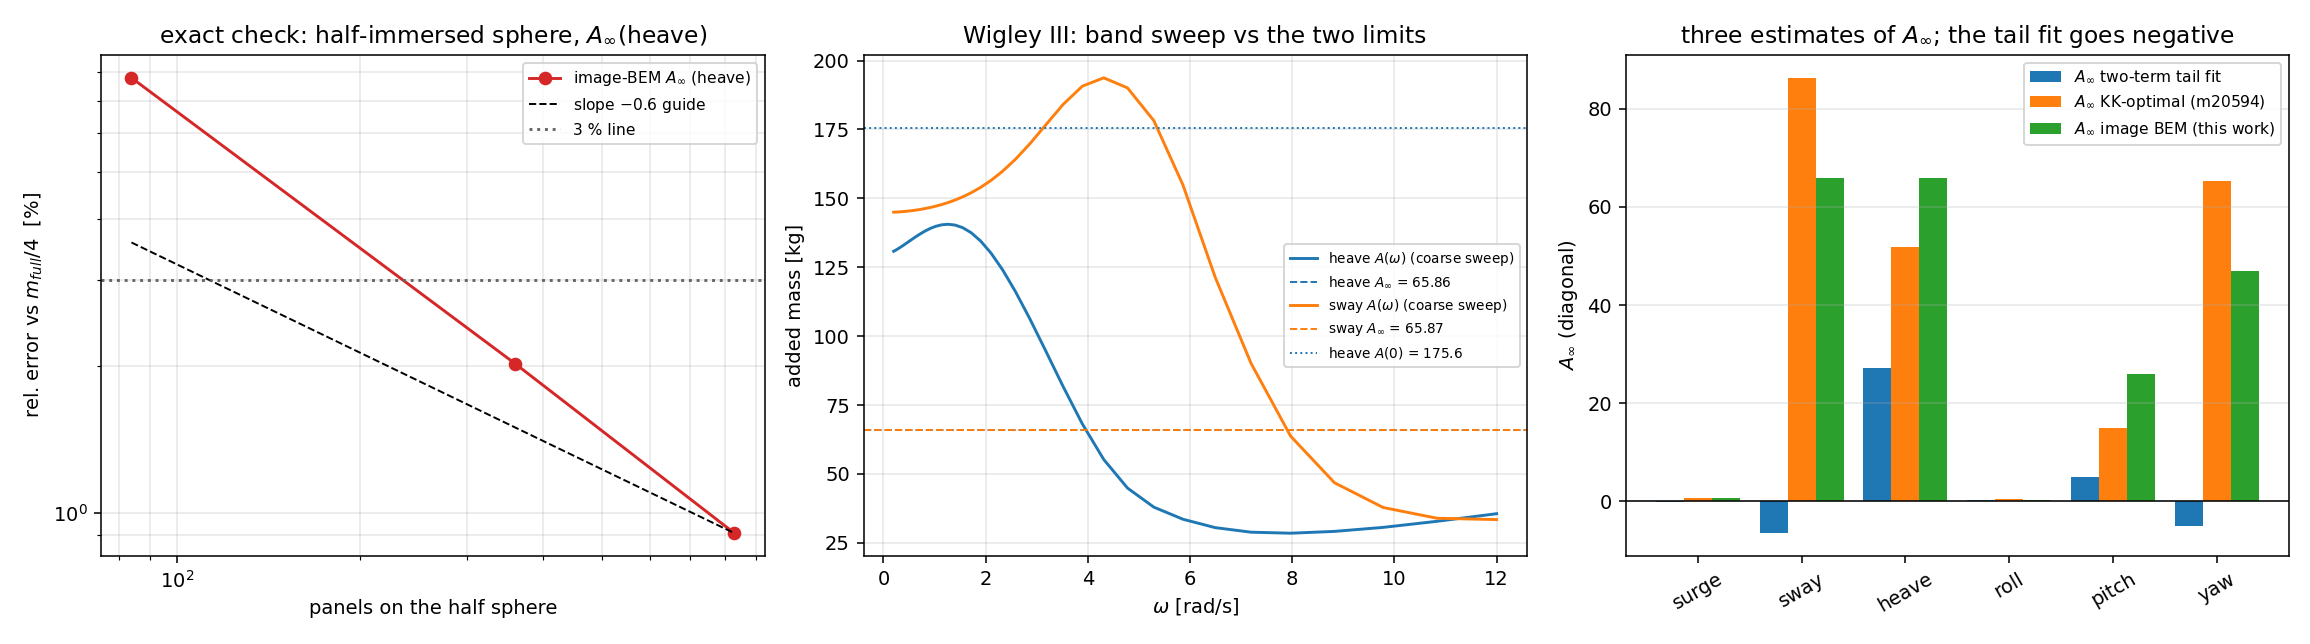 exact check: half-immersed sphere, A∞(heave)
rel. error vs m_full/4 [%]
10⁰
10²
panels on the half sphere
image-BEM A∞ (heave)
slope −0.6 guide
3 % line
Wigley III: band sweep vs the two limits
added mass [kg]
200
175
150
125
100
75
50
25
0
2
4
6
8
10
12
ω [rad/s]
heave A(ω) (coarse sweep)
heave A∞ = 65.86
sway A(ω) (coarse sweep)
sway A∞ = 65.87
heave A(0) = 175.6
three estimates of A∞; the tail fit goes negative
A∞ (diagonal)
80
60
40
20
0
surge
sway
heave
roll
pitch
yaw
A∞ two-term tail fit
A∞ KK-optimal (m20594)
A∞ image BEM (this work)